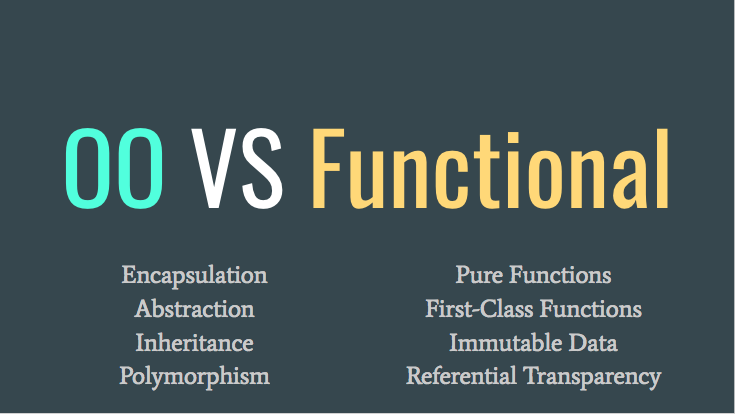 OO VS Functional
Encapsulation
Abstraction
Inheritance
Polymorphism
Pure Functions
First-Class Functions
Immutable Data
Referential Transparency